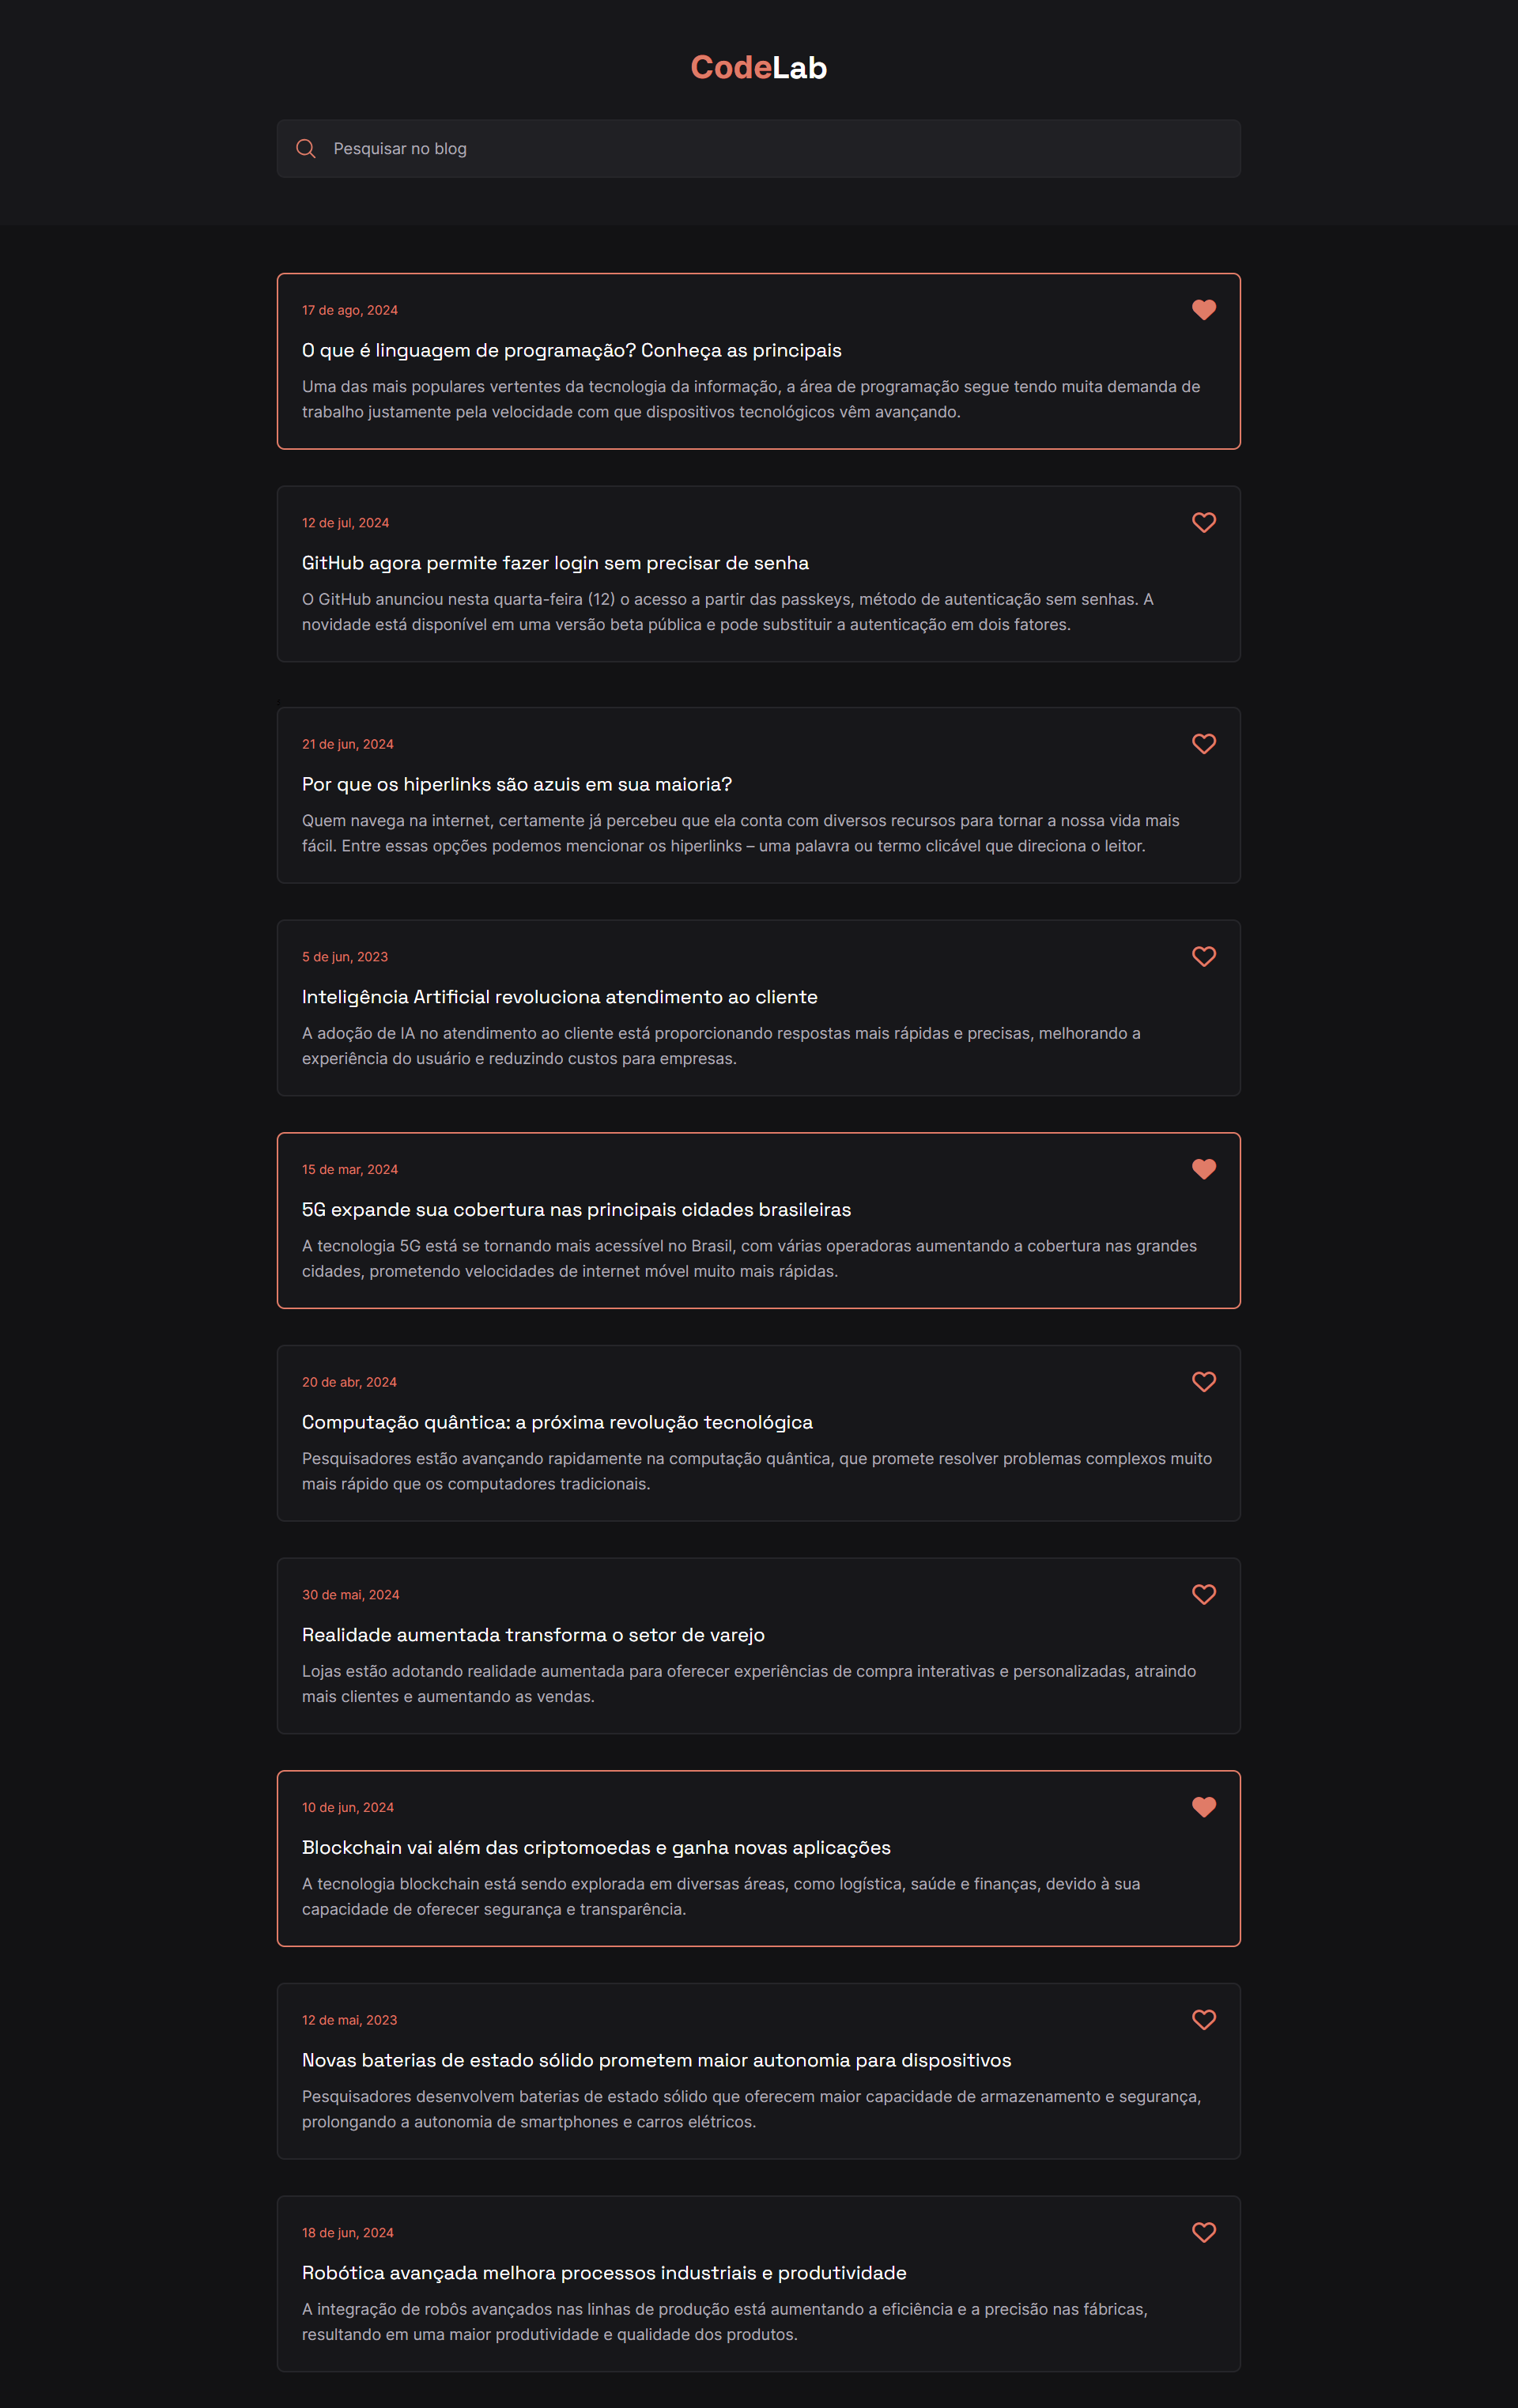 CodeLab
Pesquisar no blog
17 de ago, 2024
O que é linguagem de programação? Conheça as principais
Uma das mais populares vertentes da tecnologia da informação, a área de programação segue tendo muita demanda de
trabalho justamente pela velocidade com que dispositivos tecnológicos vêm avançando.
12 de jul, 2024
GitHub agora permite fazer login sem precisar de senha
O GitHub anunciou nesta quarta-feira (12) o acesso a partir das passkeys, método de autenticação sem senhas. A
novidade está disponível em uma versão beta pública e pode substituir a autenticação em dois fatores.
21 de jun, 2024
Por que os hiperlinks são azuis em sua maioria?
Quem navega na internet, certamente já percebeu que ela conta com diversos recursos para tornar a nossa vida mais
fácil. Entre essas opções podemos mencionar os hiperlinks – uma palavra ou termo clicável que direciona o leitor.
5 de jun, 2023
Inteligência Artificial revoluciona atendimento ao cliente
A adoção de IA no atendimento ao cliente está proporcionando respostas mais rápidas e precisas, melhorando a
experiência do usuário e reduzindo custos para empresas.
15 de mar, 2024
5G expande sua cobertura nas principais cidades brasileiras
A tecnologia 5G está se tornando mais acessível no Brasil, com várias operadoras aumentando a cobertura nas grandes
cidades, prometendo velocidades de internet móvel muito mais rápidas.
20 de abr, 2024
Computação quântica: a próxima revolução tecnológica
Pesquisadores estão avançando rapidamente na computação quântica, que promete resolver problemas complexos muito
mais rápido que os computadores tradicionais.
30 de mai, 2024
Realidade aumentada transforma o setor de varejo
Lojas estão adotando realidade aumentada para oferecer experiências de compra interativas e personalizadas, atraindo
mais clientes e aumentando as vendas.
10 de jun, 2024
Blockchain vai além das criptomoedas e ganha novas aplicações
A tecnologia blockchain está sendo explorada em diversas áreas, como logística, saúde e finanças, devido à sua
capacidade de oferecer segurança e transparência.
12 de mai, 2023
Novas baterias de estado sólido prometem maior autonomia para dispositivos
Pesquisadores desenvolvem baterias de estado sólido que oferecem maior capacidade de armazenamento e segurança,
prolongando a autonomia de smartphones e carros elétricos.
18 de jun, 2024
Robótica avançada melhora processos industriais e produtividade
A integração de robôs avançados nas linhas de produção está aumentando a eficiência e a precisão nas fábricas,
resultando em uma maior produtividade e qualidade dos produtos.